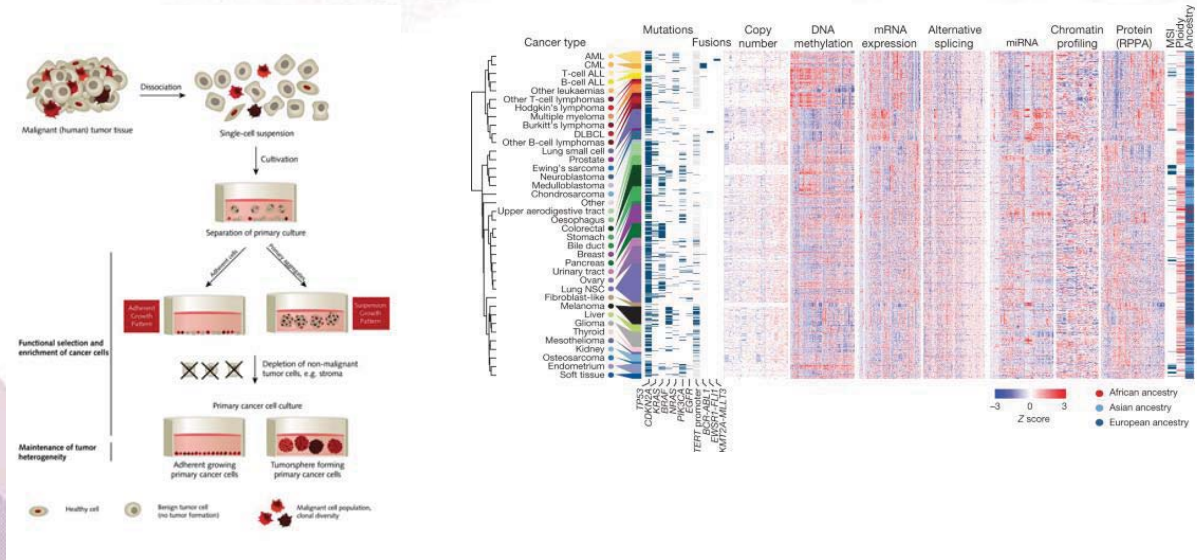 Dissociation
Malignant (human) tumor tissue
Single-cell suspension
Cultivation
Separation of primary culture
Adherent cells
Primary aggregates
Adherent
Growth
Pattern
Suspension
Growth
Pattern
Functional selection and
enrichment of cancer cells
Depletion of non-malignant
tumor cells, e.g. stroma
Primary cancer cell culture
Maintenance of tumor
heterogeneity
Adherent growing
primary cancer cells
Tumorsphere forming
primary cancer cells
Healthy cell
Benign tumor cell
(no tumor formation)
Malignant cell population,
clonal diversity
Cancer type
Mutations
Fusions
Copy
number
DNA
methylation
mRNA
expression
Alternative
splicing
miRNA
Chromatin
profiling
Protein
(RPPA)
MSI
Ploidy
Ancestry
AML
CML
T-cell ALL
B-cell ALL
Other leukaemias
Other T-cell lymphomas
Hodgkin's lymphoma
Multiple myeloma
Burkitt's lymphoma
DLBCL
Other B-cell lymphomas
Lung small cell
Prostate
Ewing's sarcoma
Neuroblastoma
Medulloblastoma
Chondrosarcoma
Other
Upper aerodigestive tract
Oesophagus
Colorectal
Stomach
Bile duct
Breast
Pancreas
Urinary tract
Ovary
Lung NSC
Fibroblast-like
Melanoma
Liver
Glioma
Thyroid
Mesothelioma
Kidney
Osteosarcoma
Endometrium
Soft tissue
TP53
CDKN2A
KRAS
BRAF
NRAS
PIK3CA
EGFR
TERT promoter
BCR-ABL1
EWSR1-FLI1
KMT2A-MLLT3
–3 0 3
Z score
African ancestry
Asian ancestry
European ancestry